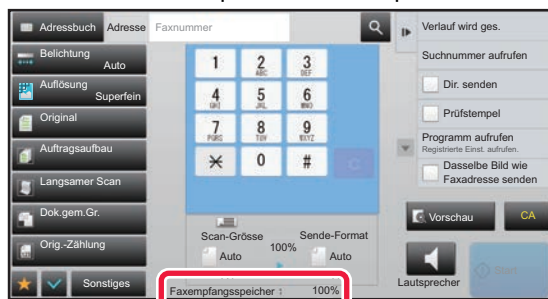 Adressbuch Adresse Faxnummer
Verlauf wird ges.
Belichtung
Auto
Suchnummer aufrufen
Auflösung
Superfein
Dir. senden
Original
Prüfstempel
Auftragsaufbau
Programm aufrufen
Registrierte Einst. aufrufen.
Langsamer Scan
Dasselbe Bild wie
Faxadresse senden
Dok.gem.Gr.
Orig.-Zählung
Sonstiges
1 2 3
ABC DEF
4 5 6
GHI JKL MNO
7 8 9
PQRS TUV WXYZ
0 #
C
Scan-Grösse Sende-Format
100%
Auto Auto
Faxempfangsspeicher : 100%
Vorschau CA
Lautsprecher
Start